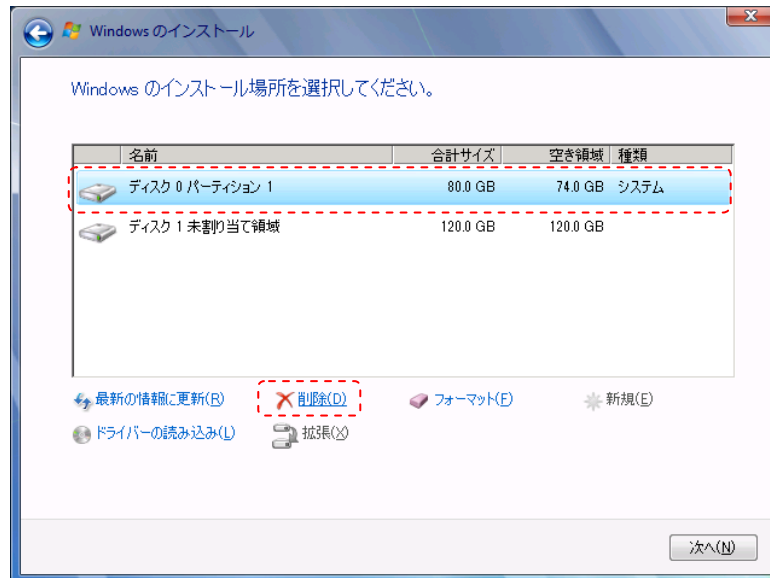 Windows のインストール
Windows のインストール場所を選択してください。
名前 合計サイズ 空き領域 種類
ディスク 0 パーティション 1 80.0 GB 74.0 GB システム
ディスク 1 未割り当て領域 120.0 GB 120.0 GB
最新の情報に更新(R) 削除(D) フォーマット(F) 新規(E)
ドライバーの読み込み(L) 拡張(X)
次へ(N)